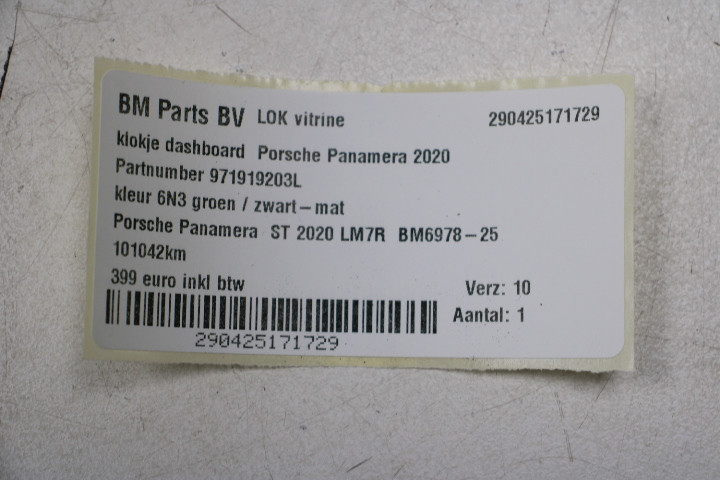 BM Parts BV LOK vitrine 290425171729
klokje dashboard Porsche Panamera 2020
Partnumber 971919203L
kleur 6N3 groen / zwart-mat
Porsche Panamera ST 2020 LM7R BM6978-25
101042km
399 euro inkl btw Verz: 10
Aantal: 1
290425171729